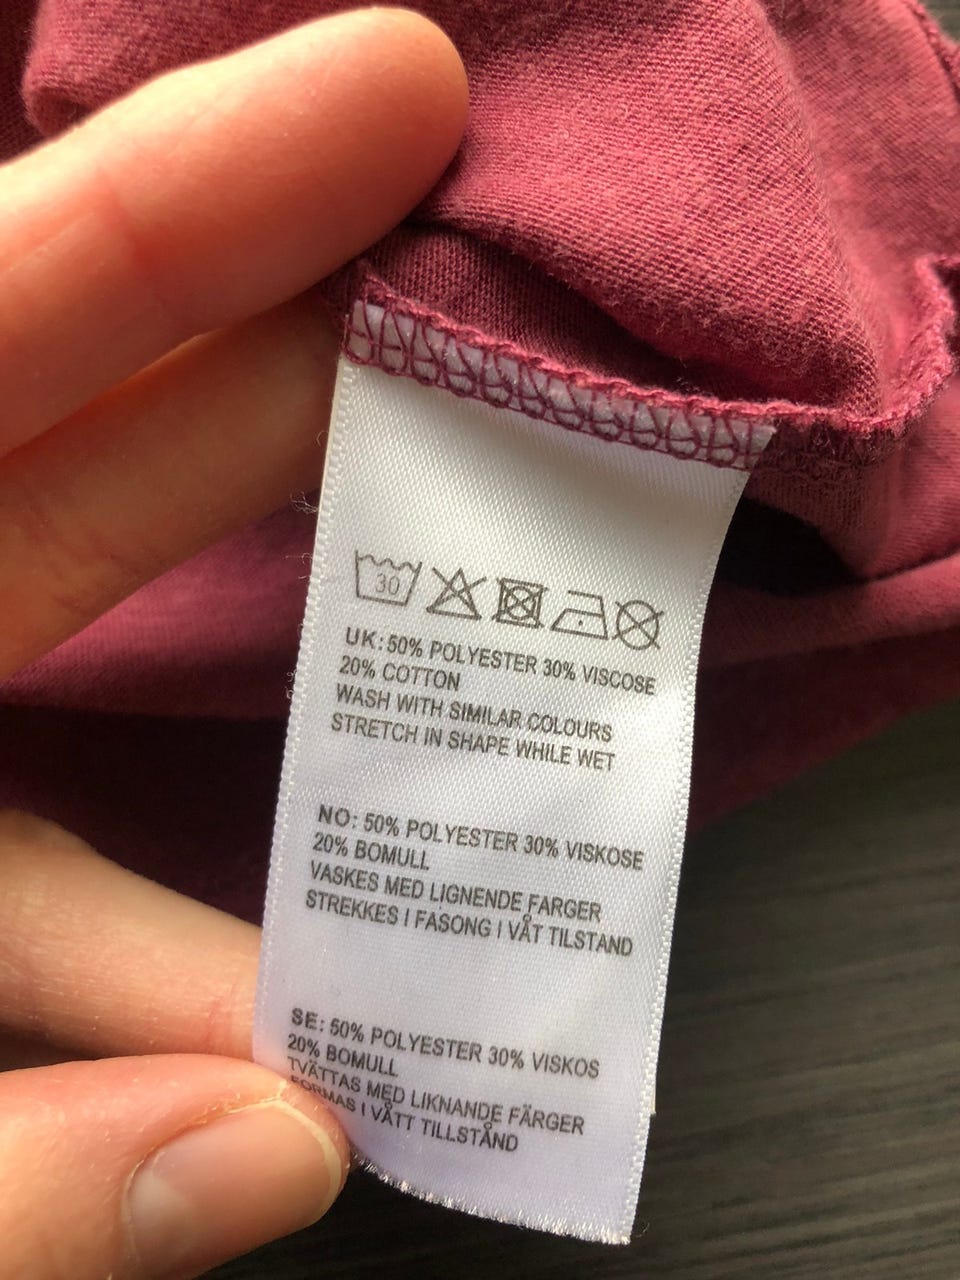 30
UK: 50% POLYESTER 30% VISCOSE
20% COTTON
WASH WITH SIMILAR COLOURS
STRETCH IN SHAPE WHILE WET
NO: 50% POLYESTER 30% VISKOSE
20% BOMULL
VASKES MED LIGNENDE FARGER
STREKKES I FASONG I VÅT TILSTAND
SE: 50% POLYESTER 30% VISKOS
20% BOMULL
TVÄTTAS MED LIKNANDE FÄRGER
FORMAS I VÅTT TILLSTÅND